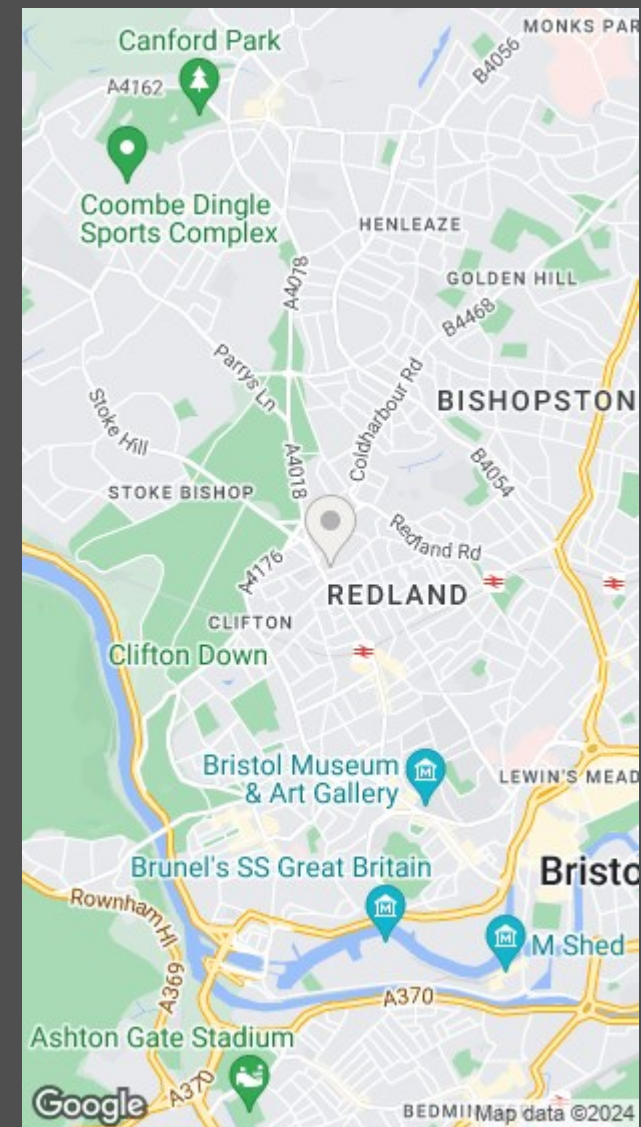 MONKS PAR
Canford Park
B4056
A4162
Coombe Dingle
Sports Complex
HENLEAZE
GOLDEN HILL
A4018
B4468
Parrys Ln
Coldharbour Rd
BISHOPSTON
Stoke Hill
A4018
B4054
STOKE BISHOP
Redland Rd
A4176
REDLAND
CLIFTON
Clifton Down
Bristol Museum
& Art Gallery
LEWIN'S MEAD
Brunel's SS Great Britain
Bristo
Rownham Hl
M Shed
A369
A370
Ashton Gate Stadium
A370
Google
BEDMI
Map data ©2024